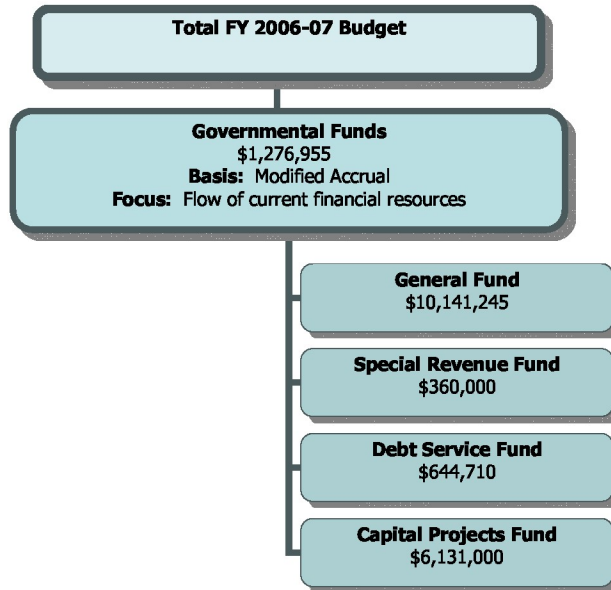 Total FY 2006-07 Budget
Governmental Funds
$1,276,955
Basis: Modified Accrual
Focus: Flow of current financial resources
General Fund
$10,141,245
Special Revenue Fund
$360,000
Debt Service Fund
$644,710
Capital Projects Fund
$6,131,000